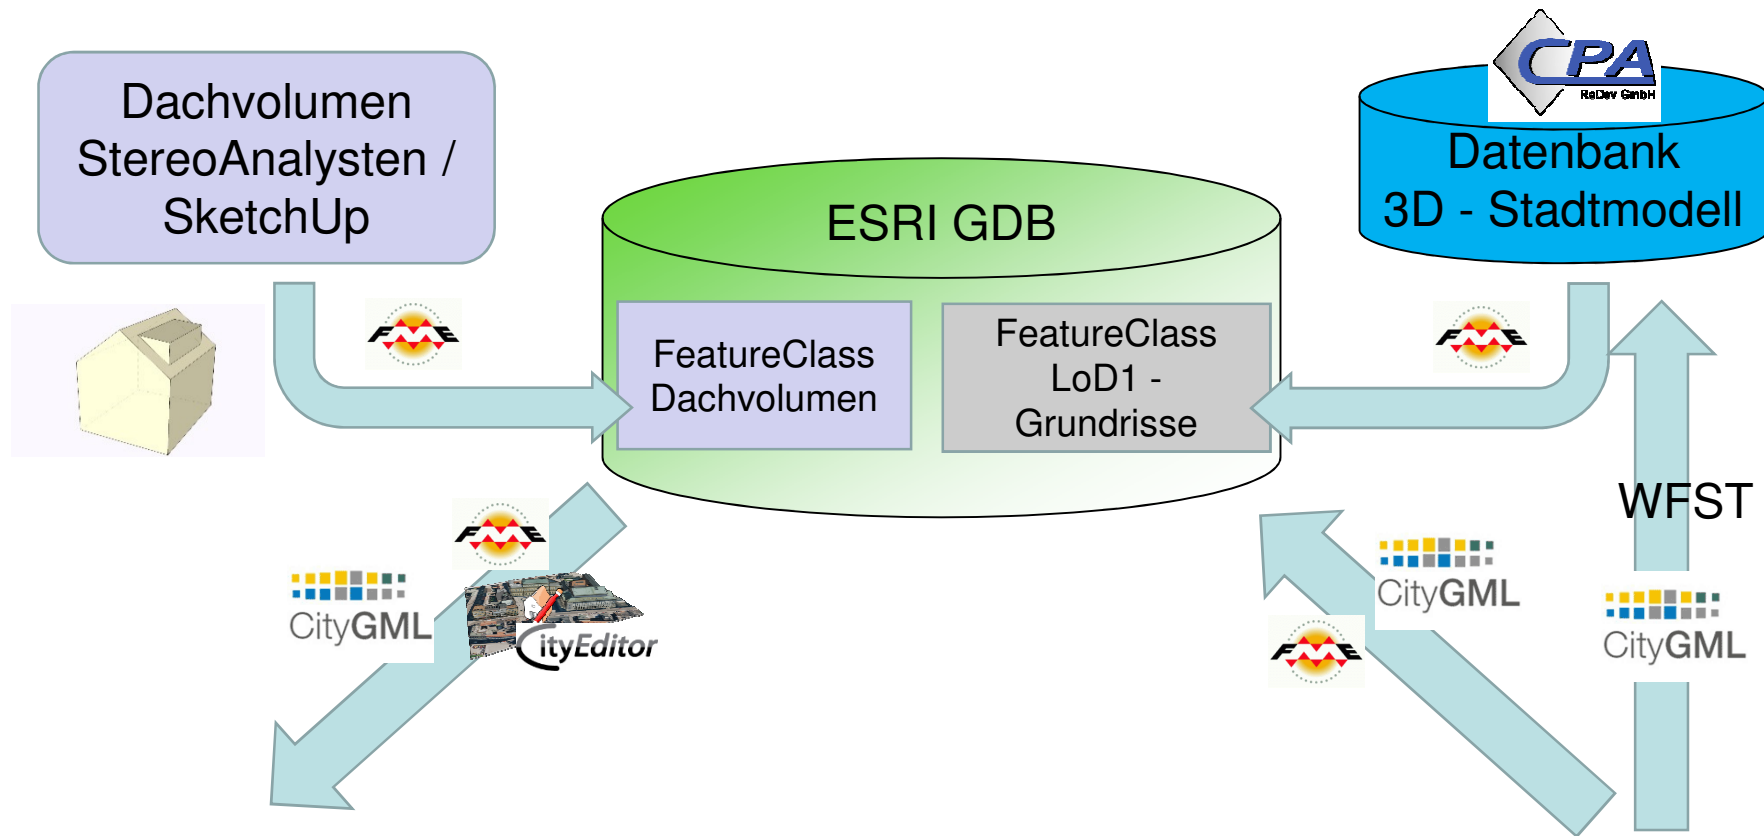 Dachvolumen
StereoAnalysten /
SketchUp
CPA
ReDev GmbH
Datenbank
3D - Stadtmodell
ESRI GDB
FME
FME
FeatureClass
Dachvolumen
FeatureClass
LoD1 -
Grundrisse
WFST
FME
CityGML
CityEditor
CityGML
FME
CityGML